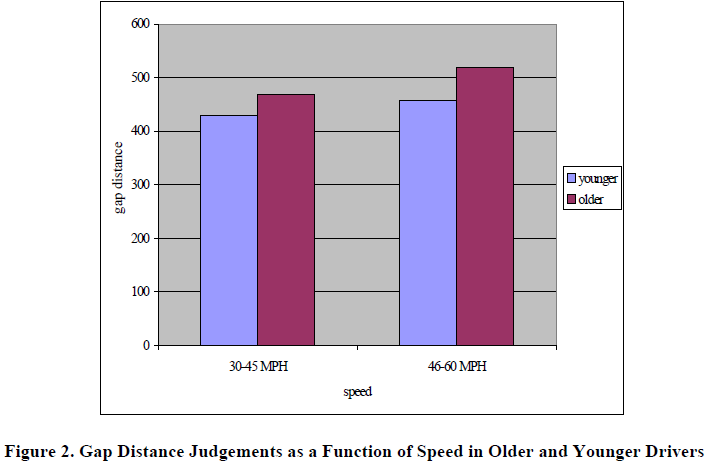 600
500
400
300
200
100
0
gap distance
30-45 MPH 46-60 MPH
speed
younger
older
Figure 2. Gap Distance Judgements as a Function of Speed in Older and Younger Drivers